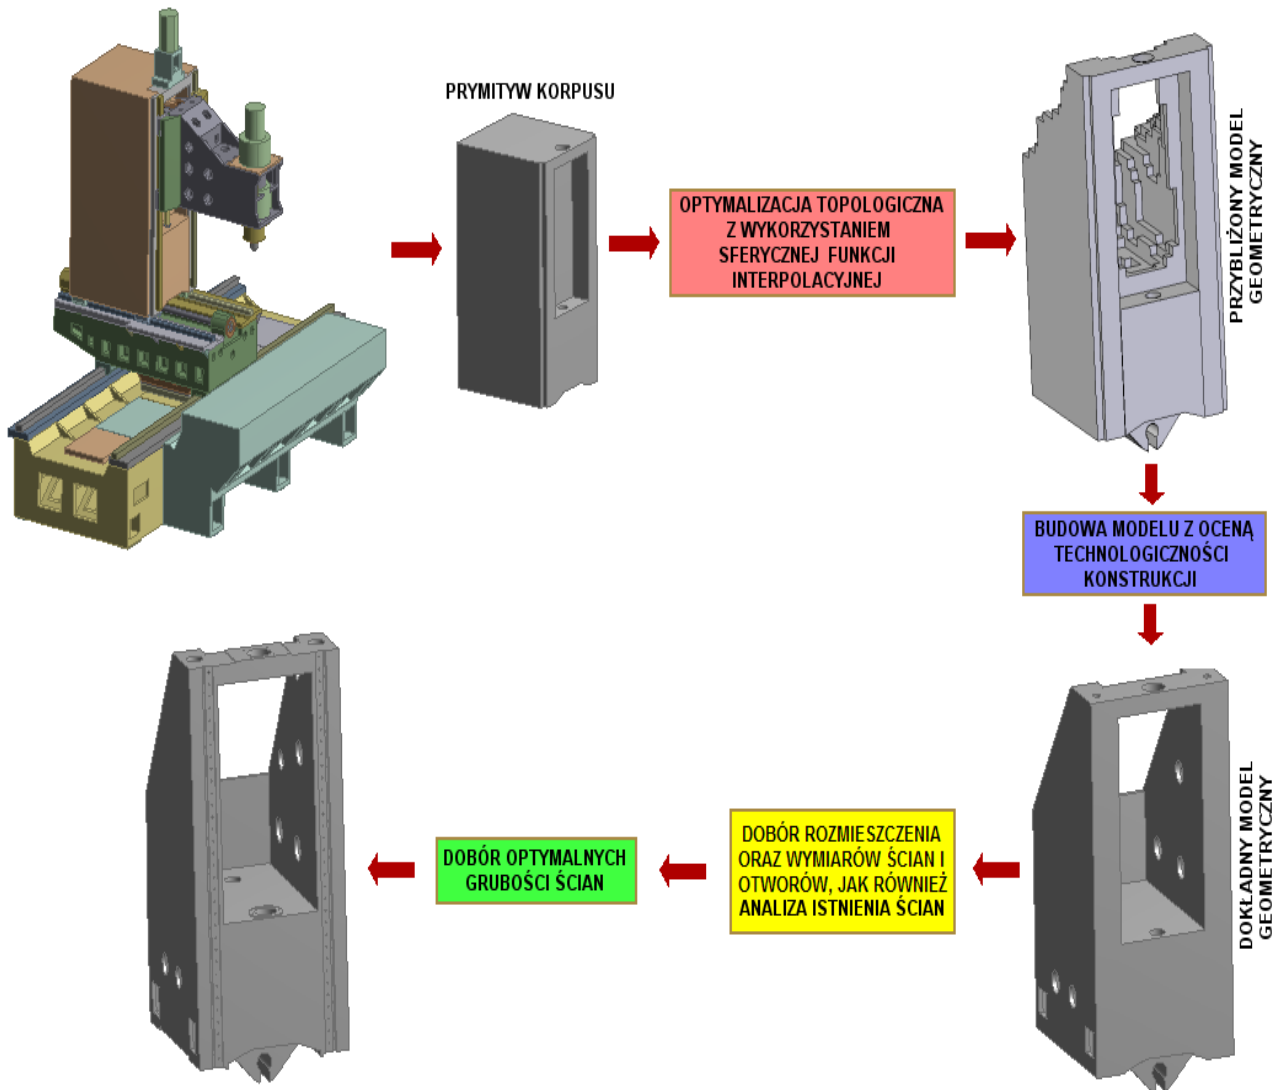 PRYMITYW KORPUSU
OPTYMALIZACJA TOPOLOGICZNA
Z WYKORZYSTANIEM
SFERYCZNEJ FUNKCJI
INTERPOLACYJNEJ
PRZYBLIŻONY MODEL
GEOMETRYCZNY
BUDOWA MODELU Z OCENĄ
TECHNOLOGICZNOŚCI
KONSTRUKCJI
DOKŁADNY MODEL
GEOMETRYCZNY
DOBÓR ROZMIESZCZENIA
ORAZ WYMIARÓW ŚCIAN I
OTWORÓW, JAK RÓWNIEŻ
ANALIZA ISTNIENIA ŚCIAN
DOBÓR OPTYMALNYCH
GRUBOŚCI ŚCIAN